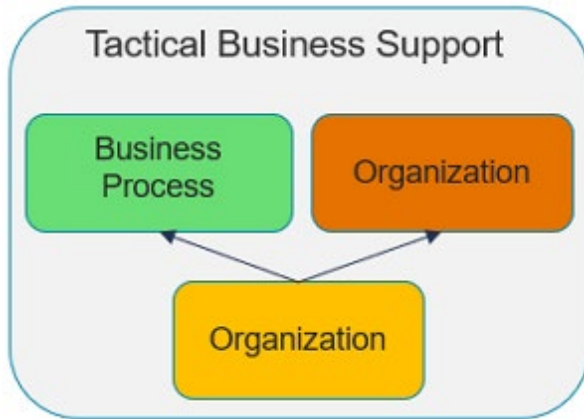 Tactical Business Support
Business
Process
Organization
Organization